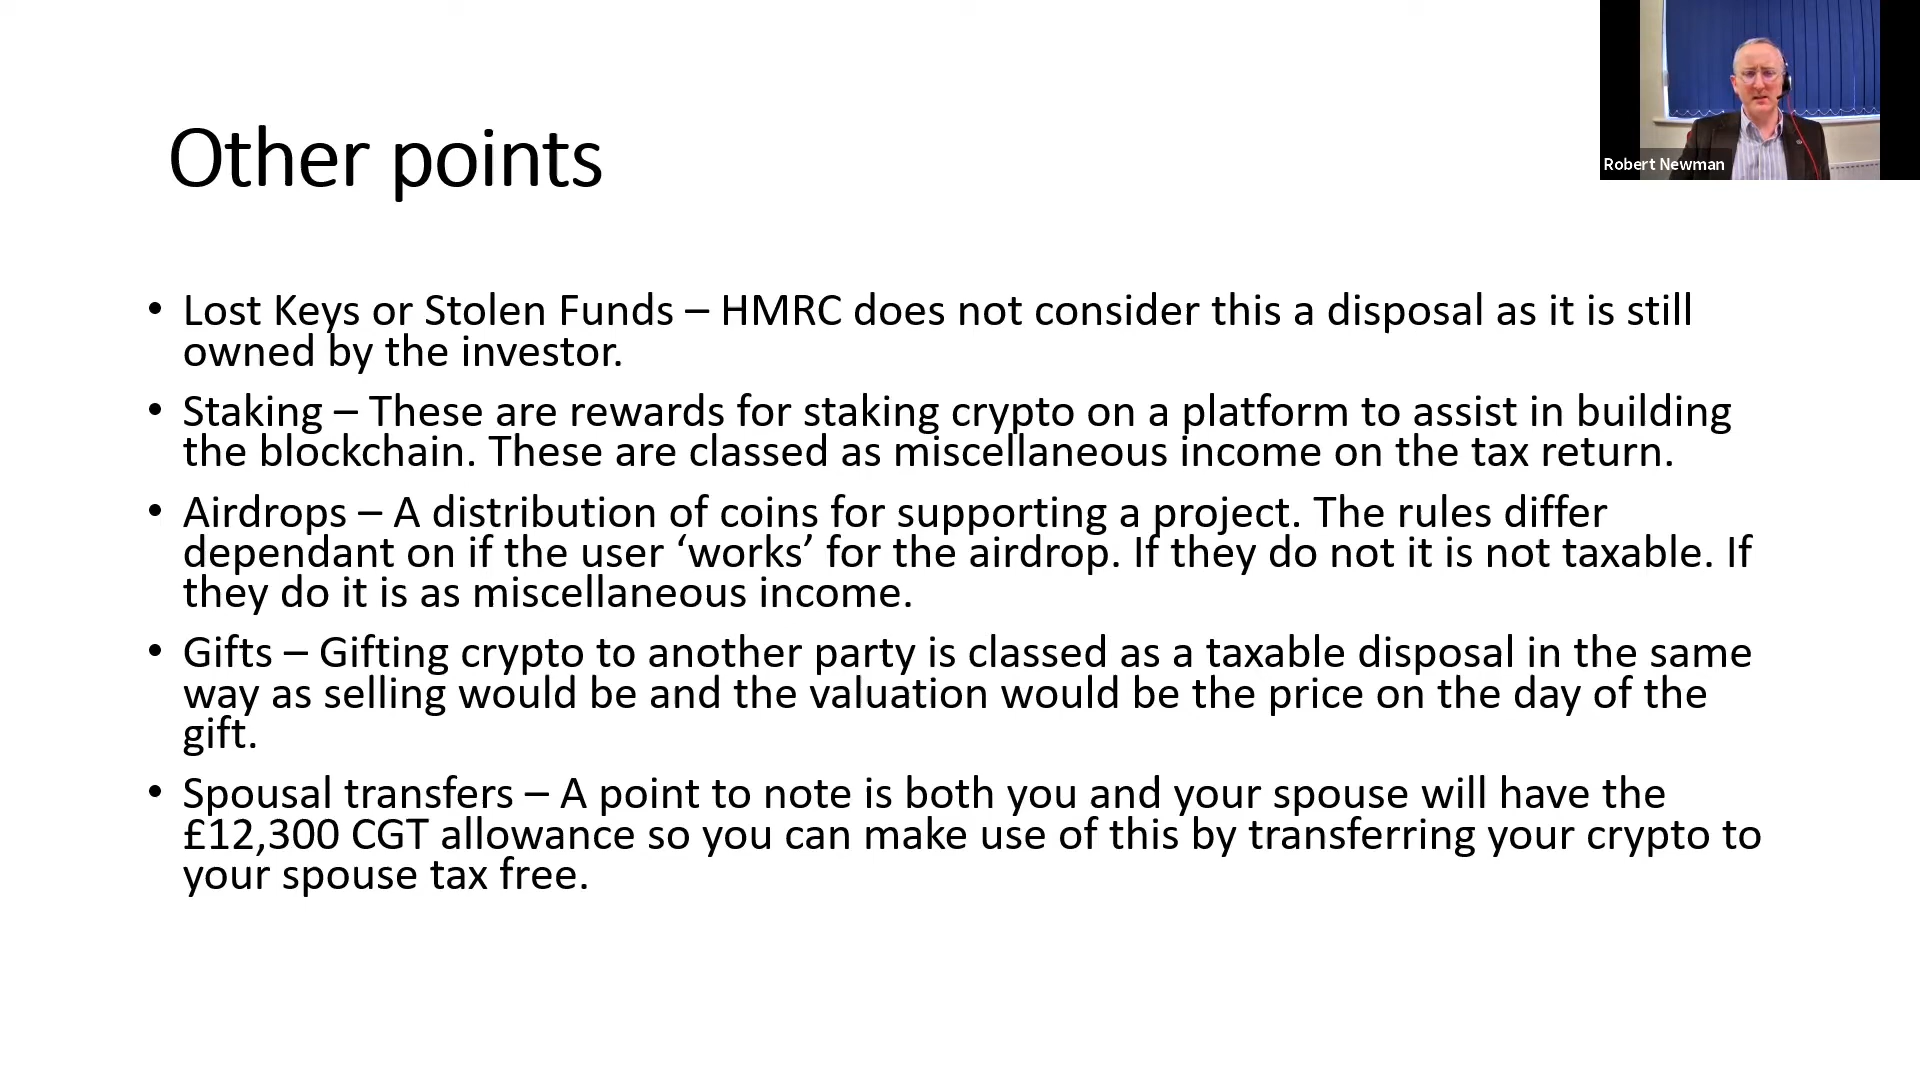 Robert Newman
Other points
• Lost Keys or Stolen Funds – HMRC does not consider this a disposal as it is still
owned by the investor.
• Staking – These are rewards for staking crypto on a platform to assist in building
the blockchain. These are classed as miscellaneous income on the tax return.
• Airdrops – A distribution of coins for supporting a project. The rules differ
dependant on if the user ‘works’ for the airdrop. If they do not it is not taxable. If
they do it is as miscellaneous income.
• Gifts – Gifting crypto to another party is classed as a taxable disposal in the same
way as selling would be and the valuation would be the price on the day of the
gift.
• Spousal transfers – A point to note is both you and your spouse will have the
£12,300 CGT allowance so you can make use of this by transferring your crypto to
your spouse tax free.